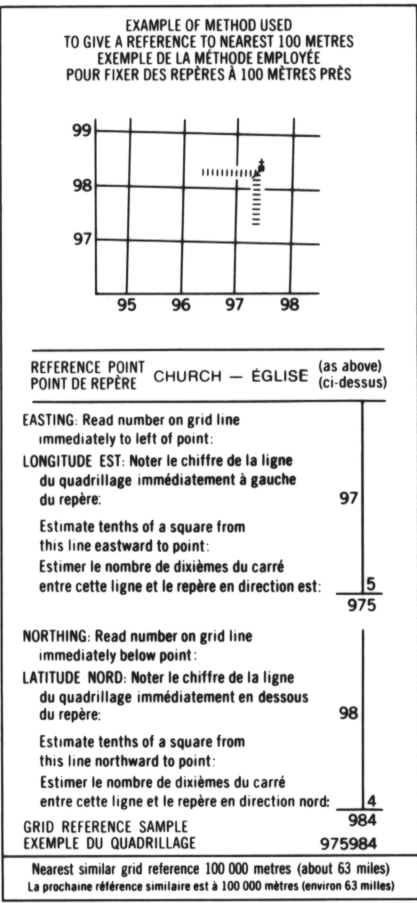 EXAMPLE OF METHOD USED
TO GIVE A REFERENCE TO NEAREST 100 METRES
EXEMPLE DE LA MÉTHODE EMPLOYÉE
POUR FIXER DES REPÈRES À 100 MÈTRES PRÈS
99
98
97
95 96 97 98
REFERENCE POINT
POINT DE REPÈRE
CHURCH — ÉGLISE
(as above)
(ci-dessus)
EASTING: Read number on grid line
immediately to left of point:
LONGITUDE EST: Noter le chiffre de la ligne
du quadrillage immédiatement à gauche
du repère: 97
Estimate tenths of a square from
this line eastward to point:
Estimer le nombre de dixièmes du carré
entre cette ligne et le repère en direction est: 5
975
NORTHING: Read number on grid line
immediately below point:
LATITUDE NORD: Noter le chiffre de la ligne
du quadrillage immédiatement en dessous
du repère: 98
Estimate tenths of a square from
this line northward to point:
Estimer le nombre de dixièmes du carré
entre cette ligne et le repère en direction nord: 4
GRID REFERENCE SAMPLE 984
EXEMPLE DU QUADRILLAGE 975984
Nearest similar grid reference 100 000 metres (about 63 miles)
La prochaine référence similaire est à 100 000 mètres (environ 63 milles)